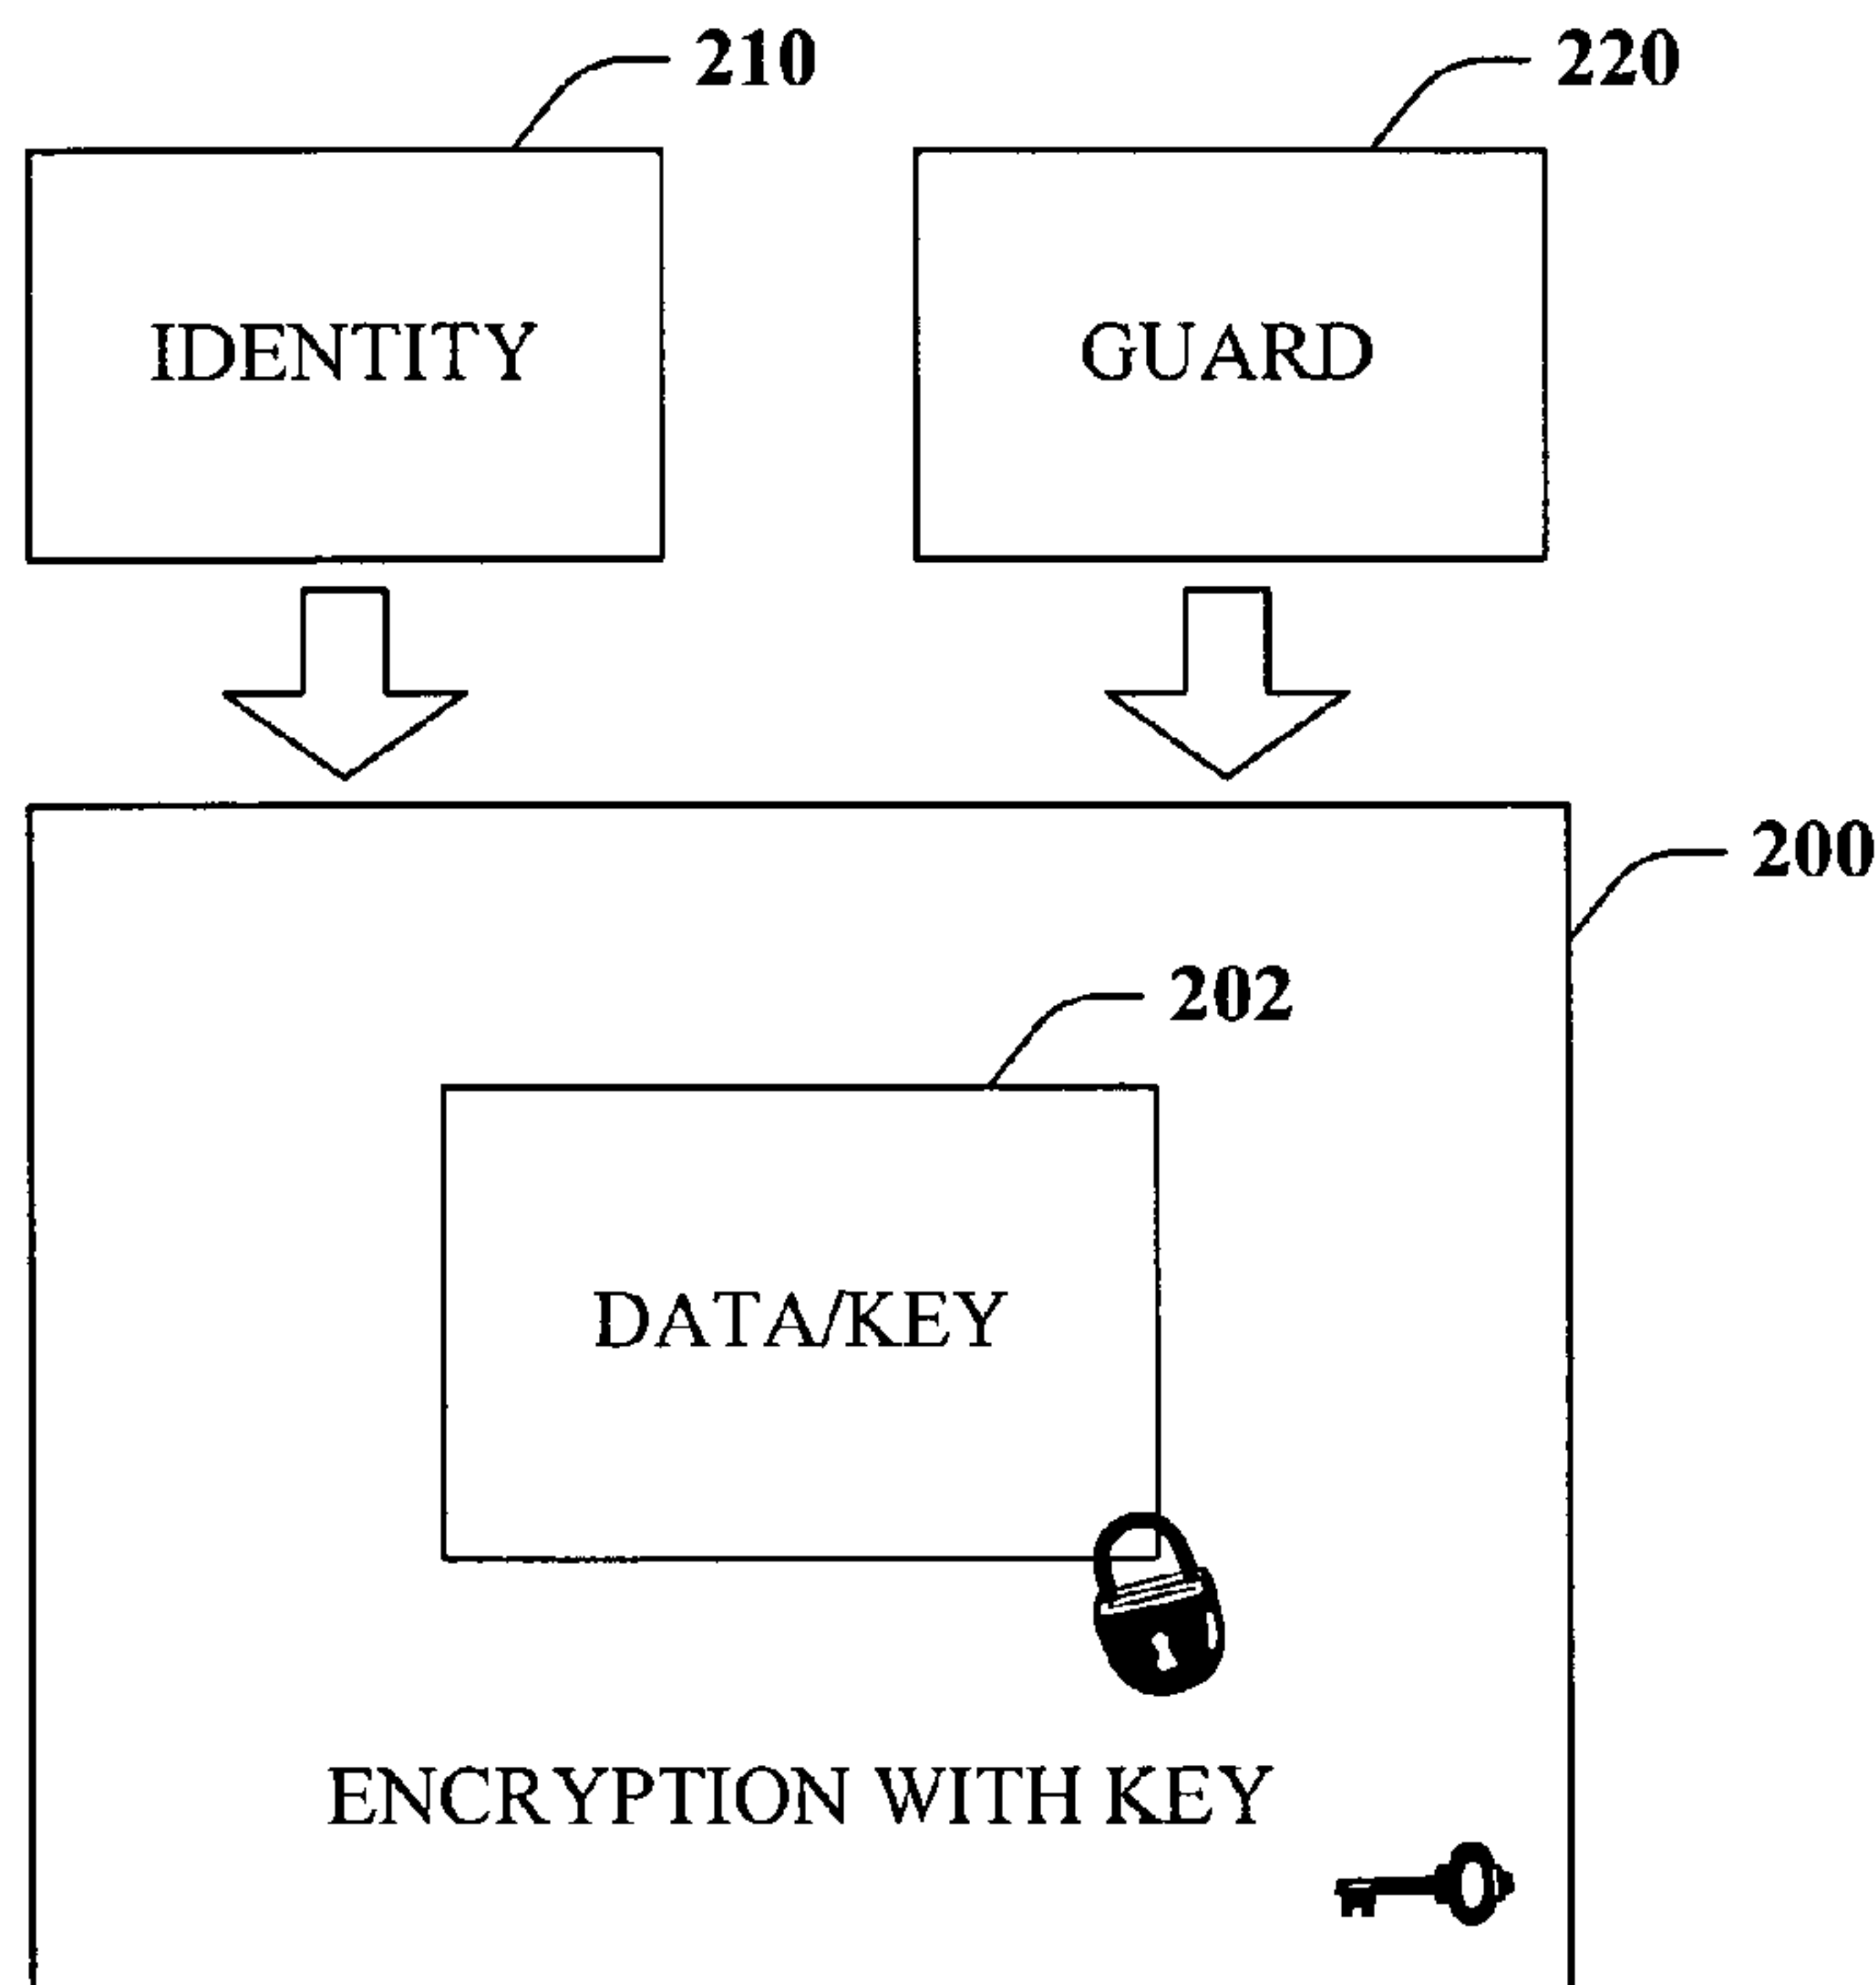 210
220
IDENTITY
GUARD
200
202
DATA/KEY
ENCRYPTION WITH KEY